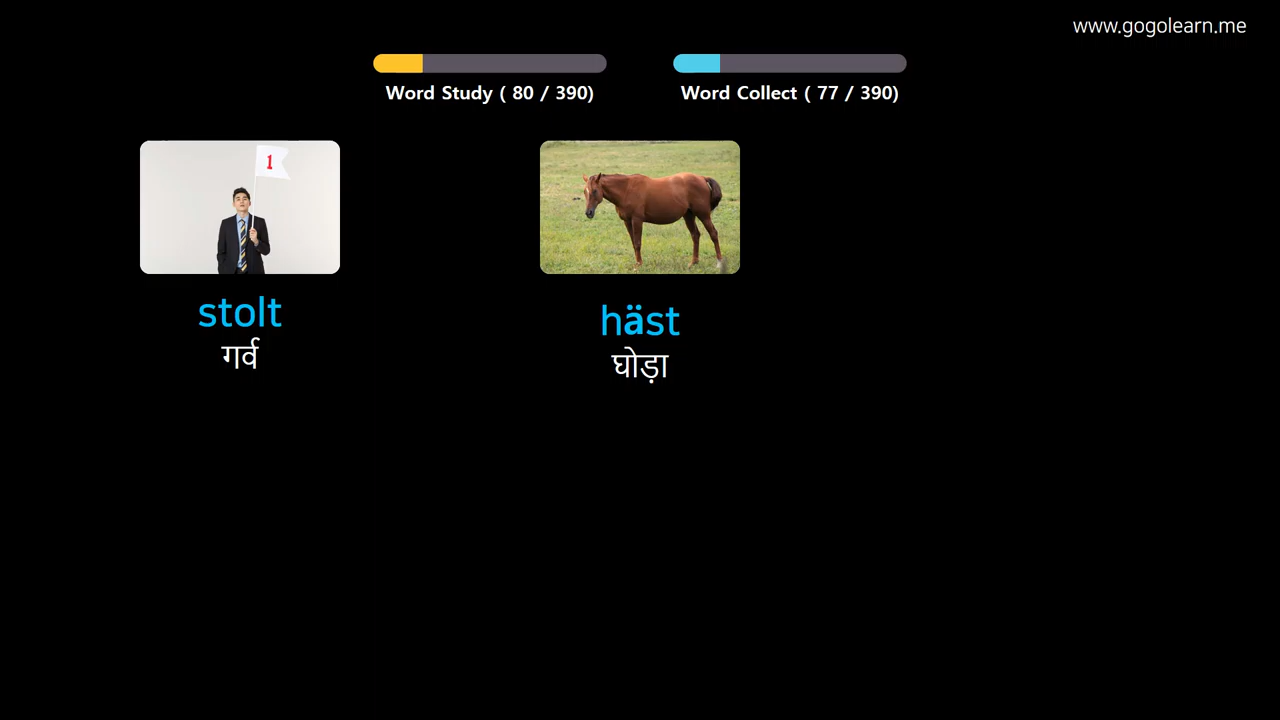 www.gogolearn.me
Word Study ( 80 / 390)
Word Collect ( 77 / 390)
1
stolt
गर्व
häst
घोड़ा